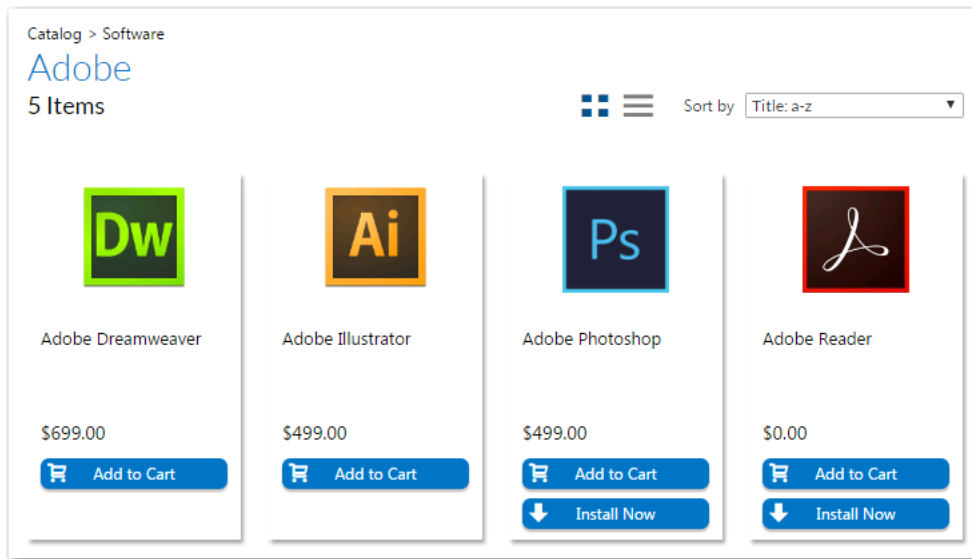 Catalog > Software
Adobe
5 Items
Sort by Title: a-z
Dw
Ai
Ps
Adobe Dreamweaver
Adobe Illustrator
Adobe Photoshop
Adobe Reader
$699.00
$499.00
$499.00
$0.00
Add to Cart
Add to Cart
Add to Cart
Add to Cart
Install Now
Install Now